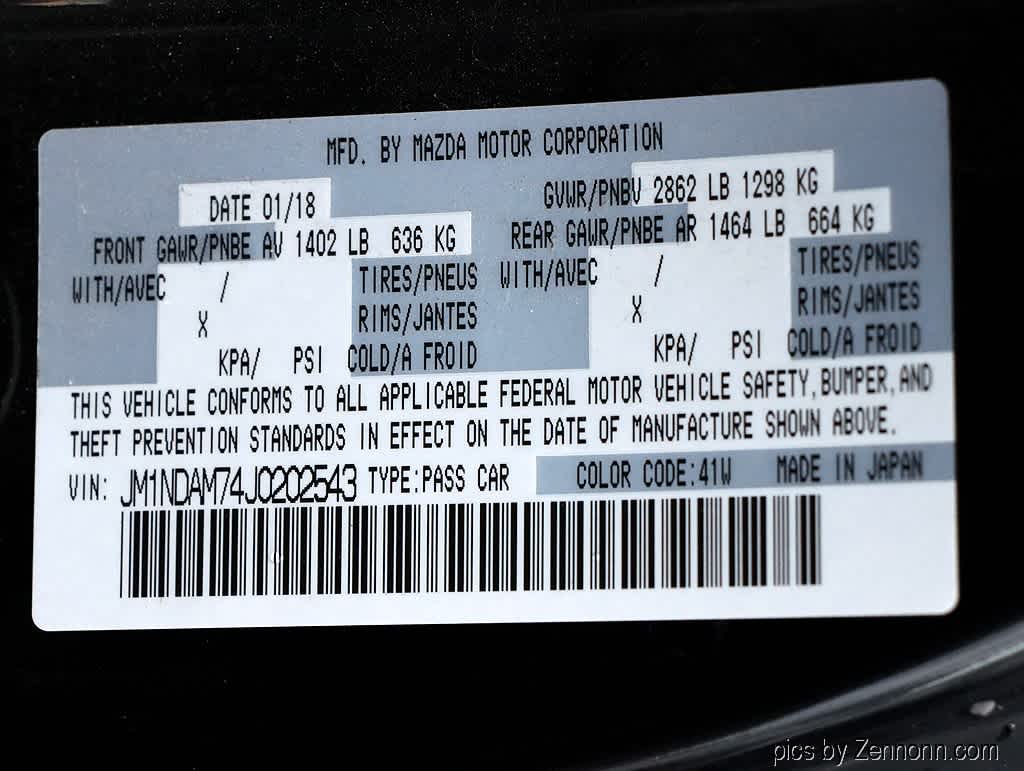 MFD. BY MAZDA MOTOR CORPORATION
DATE 01/18
GVWR/PNBV 2862 LB 1298 KG
FRONT GAWR/PNBE AV 1402 LB 636 KG
REAR GAWR/PNBE AR 1464 LB 664 KG
WITH/AVEC / TIRES/PNEUS
WITH/AVEC / TIRES/PNEUS
X RIMS/JANTES
X RIMS/JANTES
KPA/ PSI COLD/A FROID
KPA/ PSI COLD/A FROID
THIS VEHICLE CONFORMS TO ALL APPLICABLE FEDERAL MOTOR VEHICLE SAFETY, BUMPER, AND
THEFT PREVENTION STANDARDS IN EFFECT ON THE DATE OF MANUFACTURE SHOWN ABOVE.
VIN: JM1NDAM74J0202543 TYPE:PASS CAR COLOR CODE:41W MADE IN JAPAN
pics by Zennonn.com